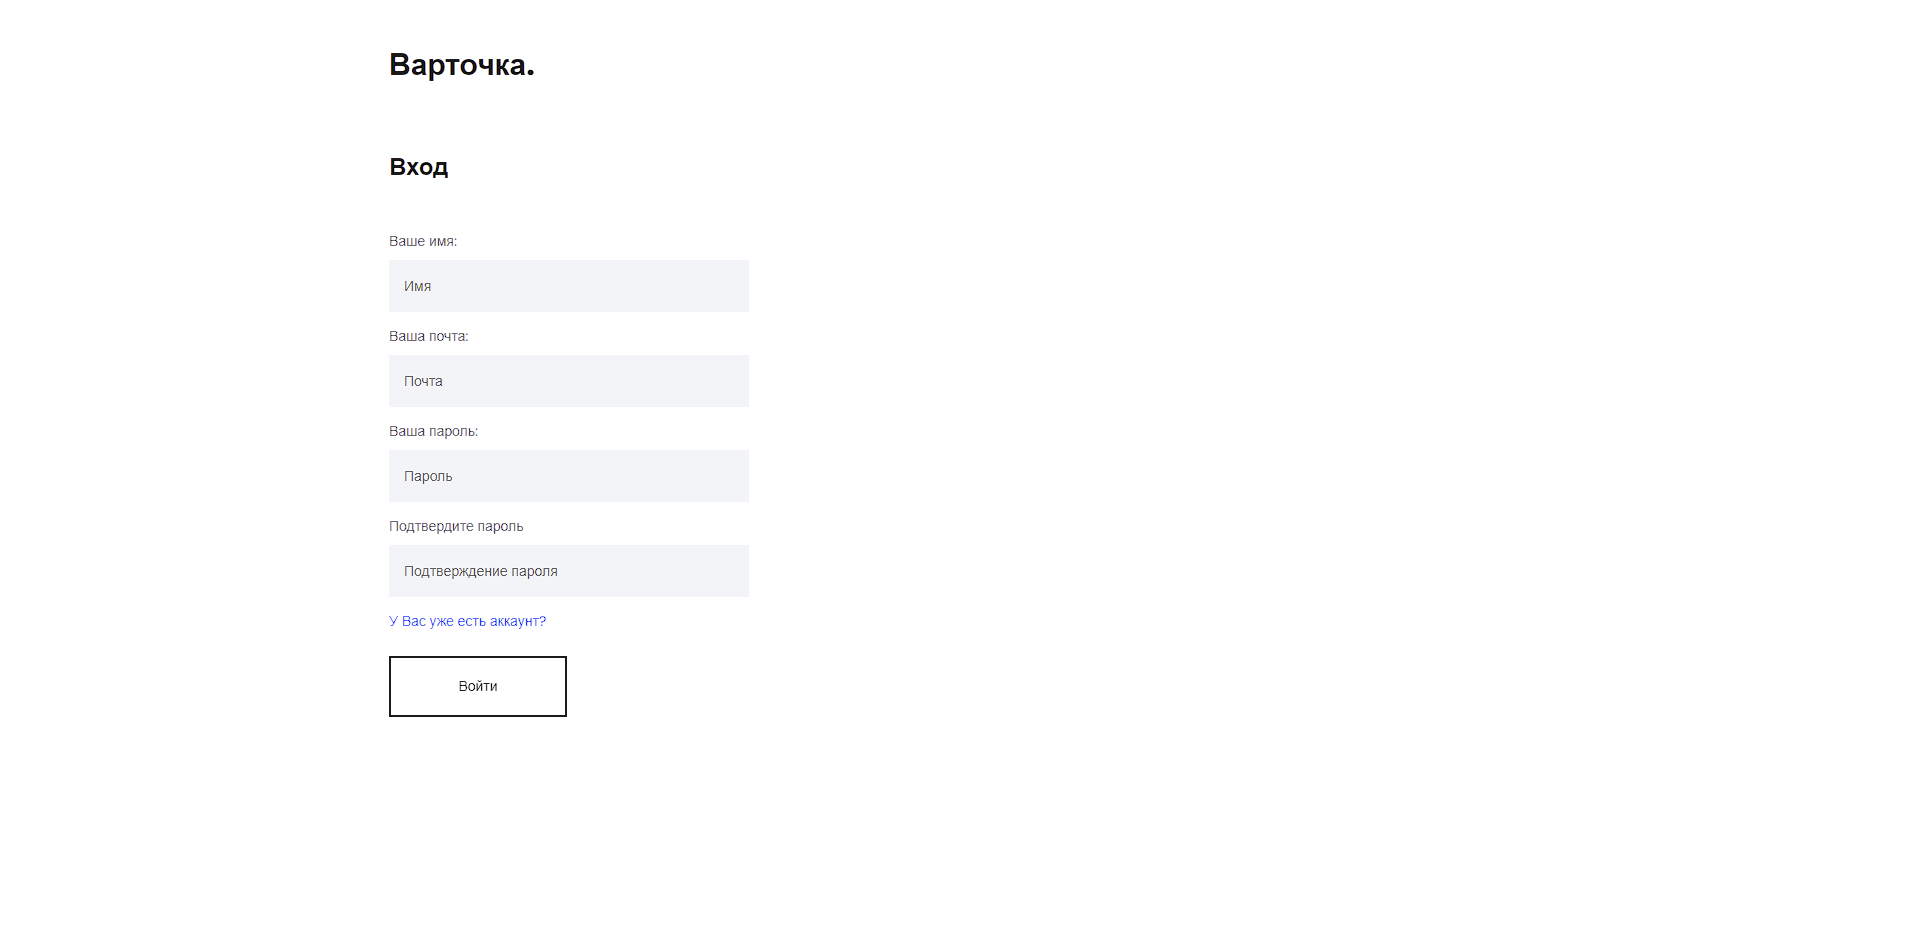 Варточка.
Вход
Ваше имя:
Имя
Ваша почта:
Почта
Ваша пароль:
Пароль
Подтвердите пароль
Подтверждение пароля
У Вас уже есть аккаунт?
Войти